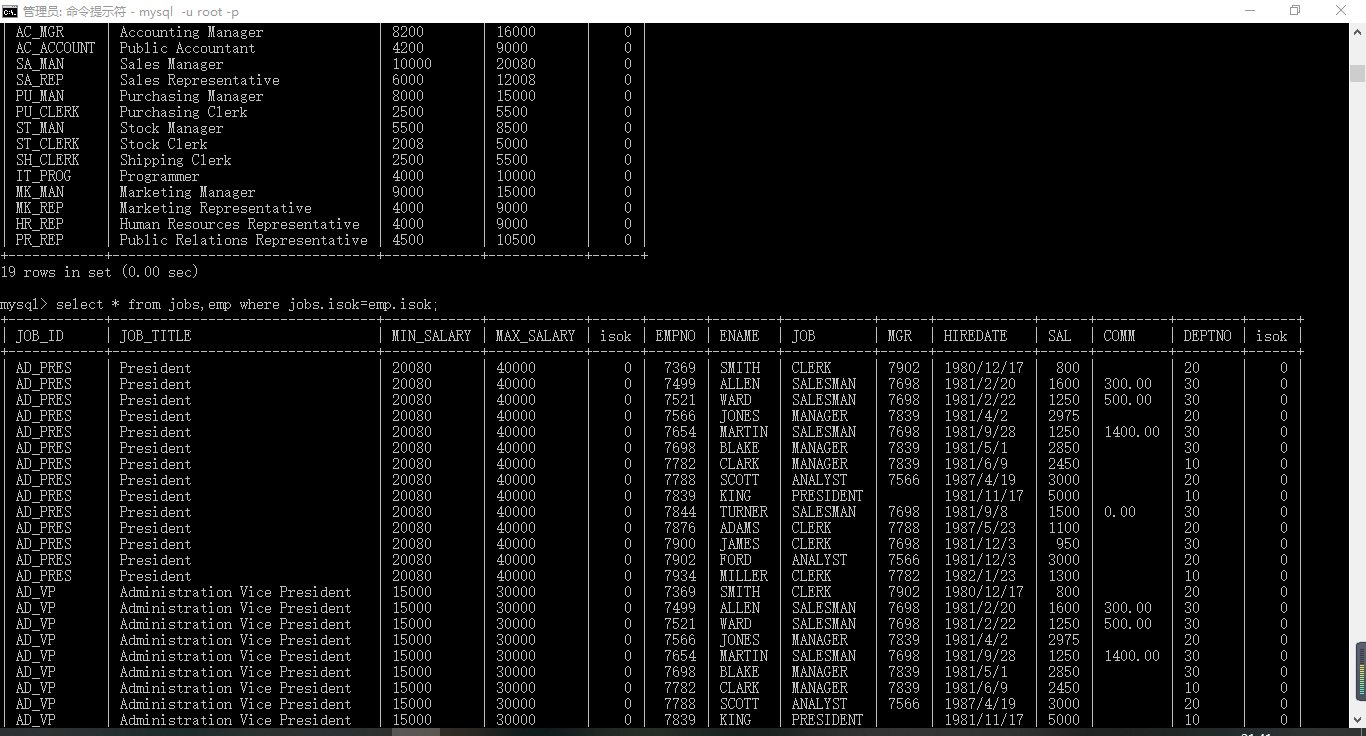 管理员: 命令提示符 - mysql  -u root -p
| AC_MGR     | Accounting Manager              | 8200       | 16000      |    0 |
| AC_ACCOUNT | Public Accountant               | 4200       | 9000       |    0 |
| SA_MAN     | Sales Manager                   | 10000      | 20080      |    0 |
| SA_REP     | Sales Representative            | 6000       | 12008      |    0 |
| PU_MAN     | Purchasing Manager              | 8000       | 15000      |    0 |
| PU_CLERK   | Purchasing Clerk                | 2500       | 5500       |    0 |
| ST_MAN     | Stock Manager                   | 5500       | 8500       |    0 |
| ST_CLERK   | Stock Clerk                     | 2008       | 5000       |    0 |
| SH_CLERK   | Shipping Clerk                  | 2500       | 5500       |    0 |
| IT_PROG    | Programmer                      | 4000       | 10000      |    0 |
| MK_MAN     | Marketing Manager               | 9000       | 15000      |    0 |
| MK_REP     | Marketing Representative        | 4000       | 9000       |    0 |
| HR_REP     | Human Resources Representative  | 4000       | 9000       |    0 |
| PR_REP     | Public Relations Representative | 4500       | 10500      |    0 |
19 rows in set (0.00 sec)
mysql> select * from jobs,emp where jobs.isok=emp.isok;
| JOB_ID | JOB_TITLE | MIN_SALARY | MAX_SALARY | isok | EMPNO | ENAME | JOB | MGR | HIREDATE | SAL | COMM | DEPTNO | isok |
| AD_PRES | President | 20080 | 40000 | 0 | 7369 | SMITH | CLERK | 7902 | 1980/12/17 | 800 | | 20 | 0 |
| AD_PRES | President | 20080 | 40000 | 0 | 7499 | ALLEN | SALESMAN | 7698 | 1981/2/20 | 1600 | 300.00 | 30 | 0 |
| AD_PRES | President | 20080 | 40000 | 0 | 7521 | WARD | SALESMAN | 7698 | 1981/2/22 | 1250 | 500.00 | 30 | 0 |
| AD_PRES | President | 20080 | 40000 | 0 | 7566 | JONES | MANAGER | 7839 | 1981/4/2 | 2975 | | 20 | 0 |
| AD_PRES | President | 20080 | 40000 | 0 | 7654 | MARTIN | SALESMAN | 7698 | 1981/9/28 | 1250 | 1400.00 | 30 | 0 |
| AD_PRES | President | 20080 | 40000 | 0 | 7698 | BLAKE | MANAGER | 7839 | 1981/5/1 | 2850 | | 30 | 0 |
| AD_PRES | President | 20080 | 40000 | 0 | 7782 | CLARK | MANAGER | 7839 | 1981/6/9 | 2450 | | 10 | 0 |
| AD_PRES | President | 20080 | 40000 | 0 | 7788 | SCOTT | ANALYST | 7566 | 1987/4/19 | 3000 | | 20 | 0 |
| AD_PRES | President | 20080 | 40000 | 0 | 7839 | KING | PRESIDENT | | 1981/11/17 | 5000 | | 10 | 0 |
| AD_PRES | President | 20080 | 40000 | 0 | 7844 | TURNER | SALESMAN | 7698 | 1981/9/8 | 1500 | 0.00 | 30 | 0 |
| AD_PRES | President | 20080 | 40000 | 0 | 7876 | ADAMS | CLERK | 7788 | 1987/5/23 | 1100 | | 20 | 0 |
| AD_PRES | President | 20080 | 40000 | 0 | 7900 | JAMES | CLERK | 7698 | 1981/12/3 | 950 | | 30 | 0 |
| AD_PRES | President | 20080 | 40000 | 0 | 7902 | FORD | ANALYST | 7566 | 1981/12/3 | 3000 | | 20 | 0 |
| AD_PRES | President | 20080 | 40000 | 0 | 7934 | MILLER | CLERK | 7782 | 1982/1/23 | 1300 | | 10 | 0 |
| AD_VP | Administration Vice President | 15000 | 30000 | 0 | 7369 | SMITH | CLERK | 7902 | 1980/12/17 | 800 | | 20 | 0 |
| AD_VP | Administration Vice President | 15000 | 30000 | 0 | 7499 | ALLEN | SALESMAN | 7698 | 1981/2/20 | 1600 | 300.00 | 30 | 0 |
| AD_VP | Administration Vice President | 15000 | 30000 | 0 | 7521 | WARD | SALESMAN | 7698 | 1981/2/22 | 1250 | 500.00 | 30 | 0 |
| AD_VP | Administration Vice President | 15000 | 30000 | 0 | 7566 | JONES | MANAGER | 7839 | 1981/4/2 | 2975 | | 20 | 0 |
| AD_VP | Administration Vice President | 15000 | 30000 | 0 | 7654 | MARTIN | SALESMAN | 7698 | 1981/9/28 | 1250 | 1400.00 | 30 | 0 |
| AD_VP | Administration Vice President | 15000 | 30000 | 0 | 7698 | BLAKE | MANAGER | 7839 | 1981/5/1 | 2850 | | 30 | 0 |
| AD_VP | Administration Vice President | 15000 | 30000 | 0 | 7782 | CLARK | MANAGER | 7839 | 1981/6/9 | 2450 | | 10 | 0 |
| AD_VP | Administration Vice President | 15000 | 30000 | 0 | 7788 | SCOTT | ANALYST | 7566 | 1987/4/19 | 3000 | | 20 | 0 |
| AD_VP | Administration Vice President | 15000 | 30000 | 0 | 7839 | KING | PRESIDENT | | 1981/11/17 | 5000 | | 10 | 0 |